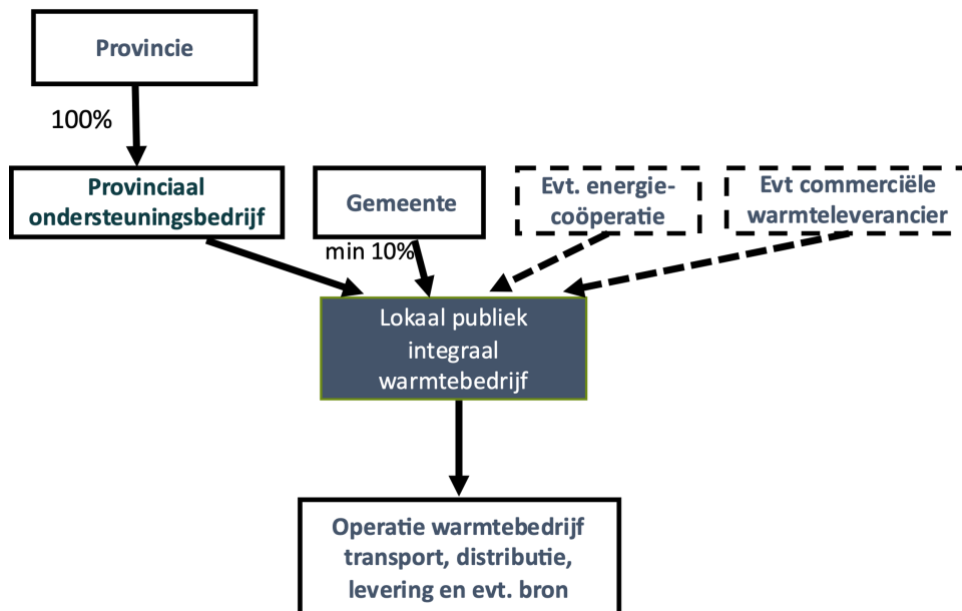 Provincie
100%
Provinciaal
ondersteuningsbedrijf
Gemeente
Evt. energie-
coöperatie
Evt commerciële
warmteleverancier
min 10%
Lokaal publiek
integraal
warmtebedrijf
Operatie warmtebedrijf
transport, distributie,
levering en evt. bron